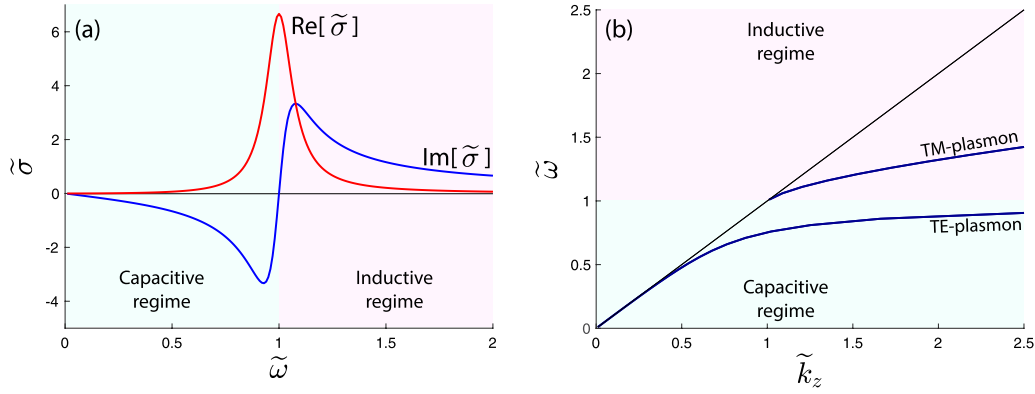 (a)
Re[σ̃]
Im[σ̃]
Capacitive
regime
Inductive
regime
6
4
2
0
-2
-4
σ̃
0
0.5
1
1.5
2
ω̃
(b)
Inductive
regime
TM-plasmon
TE-plasmon
Capacitive
regime
2.5
2
1.5
1
0.5
0
ω̃
0
0.5
1
1.5
2
2.5
k̃z